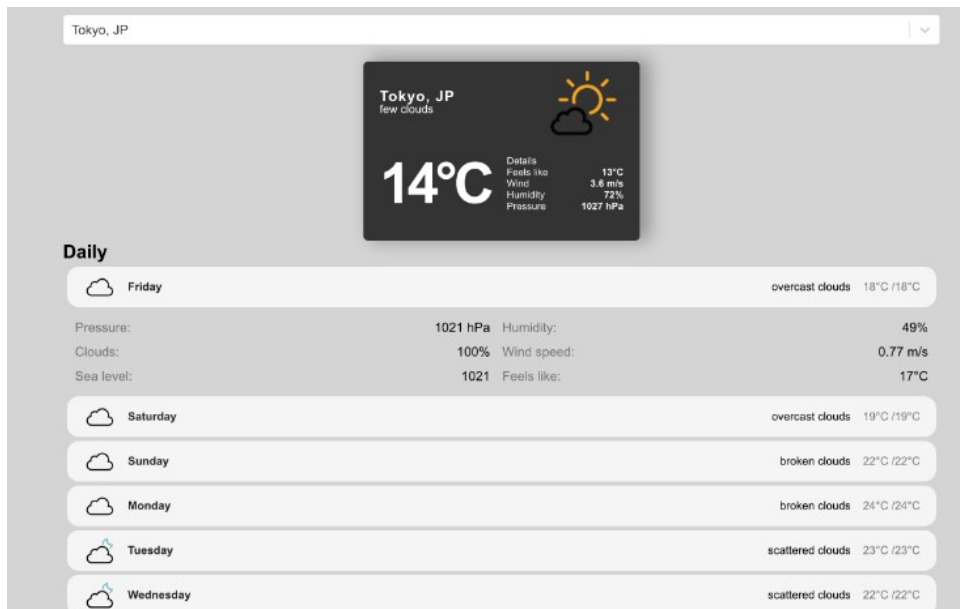 Tokyo, JP
Tokyo, JP
few clouds
14°C
Details
Feels like 13°C
Wind 3.6 m/s
Humidity 72%
Pressure 1027 hPa
Daily
Friday overcast clouds 18°C /18°C
Pressure: 1021 hPa Humidity: 49%
Clouds: 100% Wind speed: 0.77 m/s
Sea level: 1021 Feels like: 17°C
Saturday overcast clouds 19°C /19°C
Sunday broken clouds 22°C /22°C
Monday broken clouds 24°C /24°C
Tuesday scattered clouds 23°C /23°C
Wednesday scattered clouds 22°C /22°C